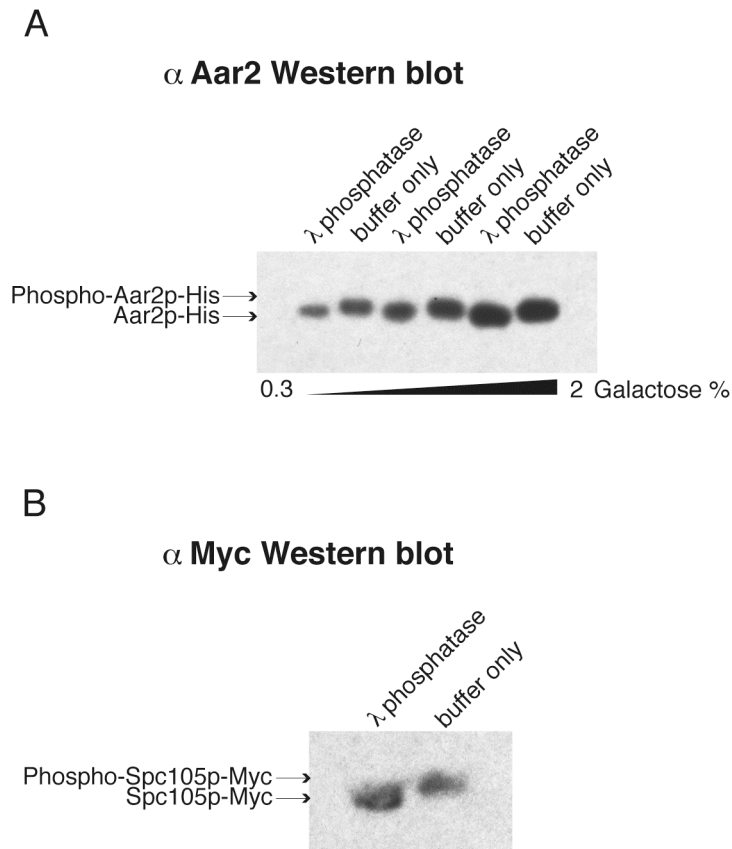 A
α Aar2 Western blot
λ phosphatase
buffer only
λ phosphatase
buffer only
λ phosphatase
buffer only
Phospho-Aar2p-His
Aar2p-His
0.3 2 Galactose %
B
α Myc Western blot
λ phosphatase
buffer only
Phospho-Spc105p-Myc
Spc105p-Myc